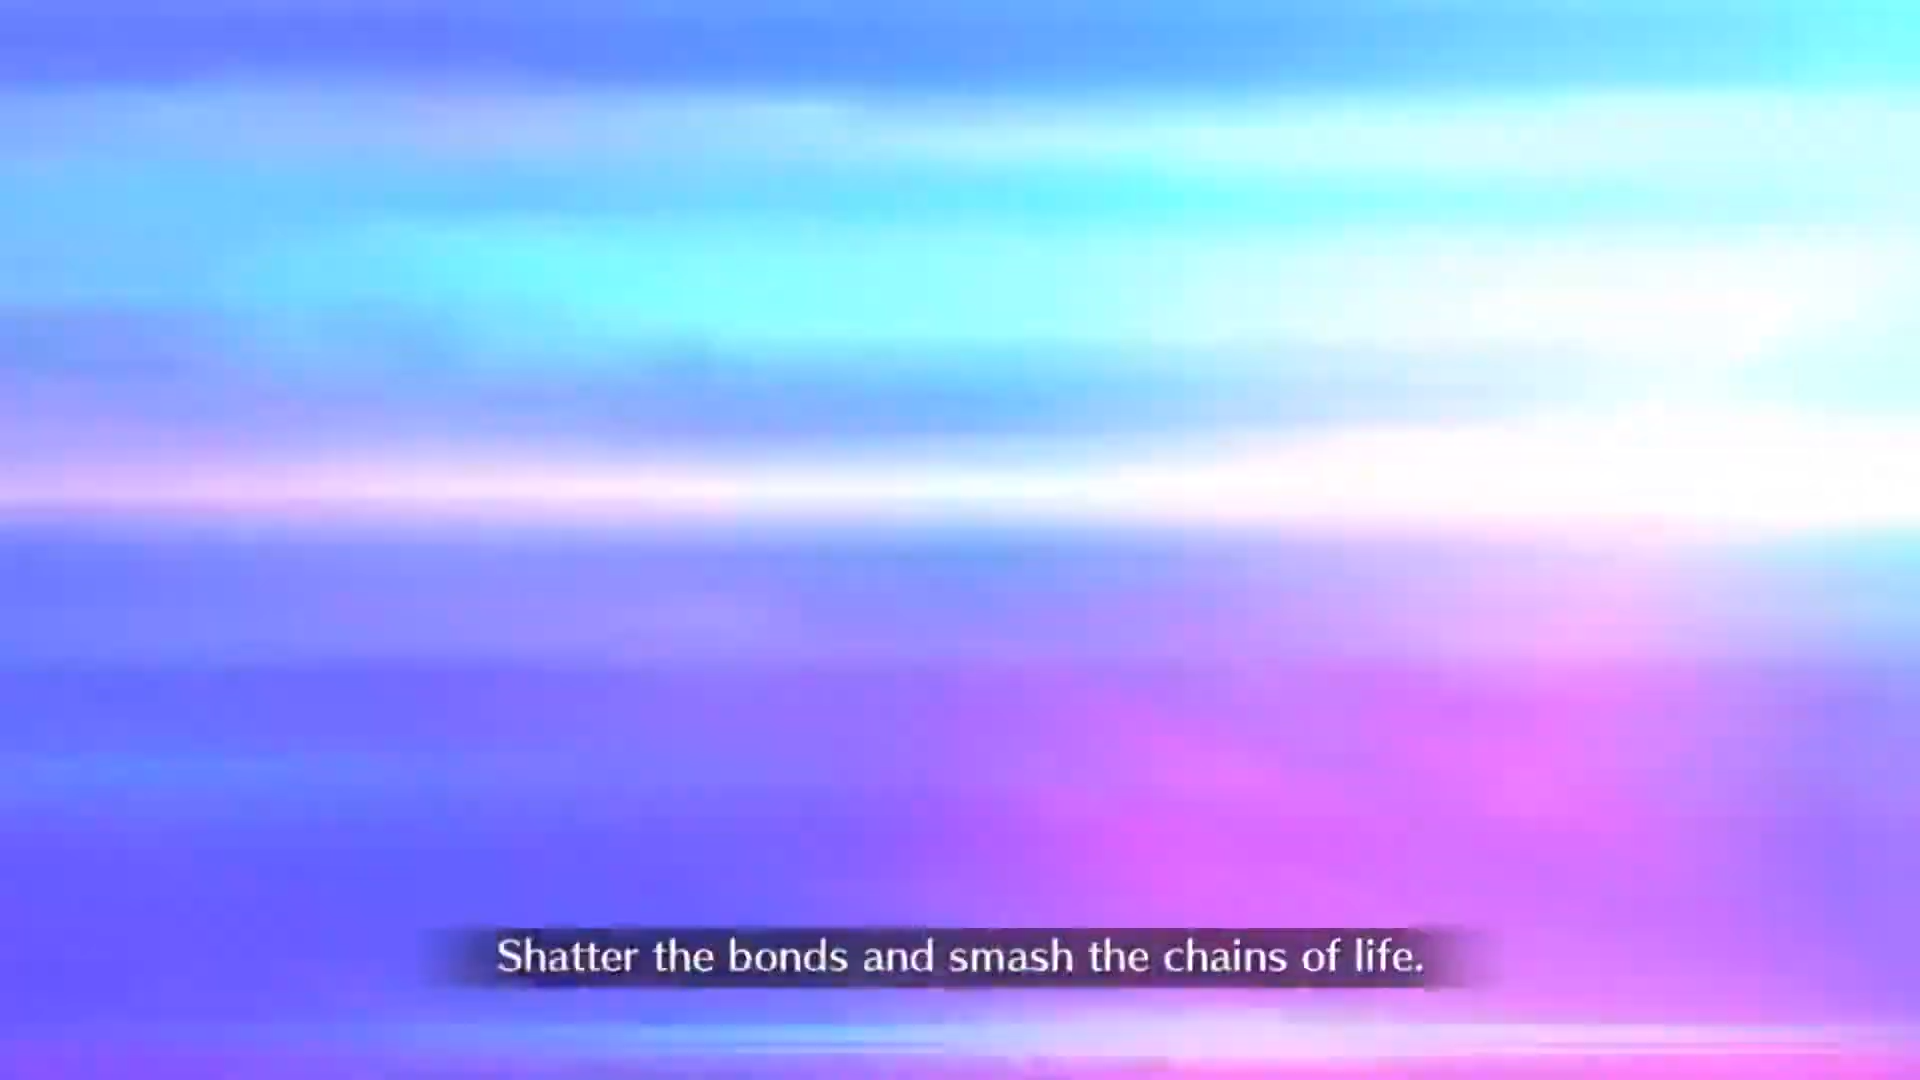 Shatter the bonds and smash the chains of life.